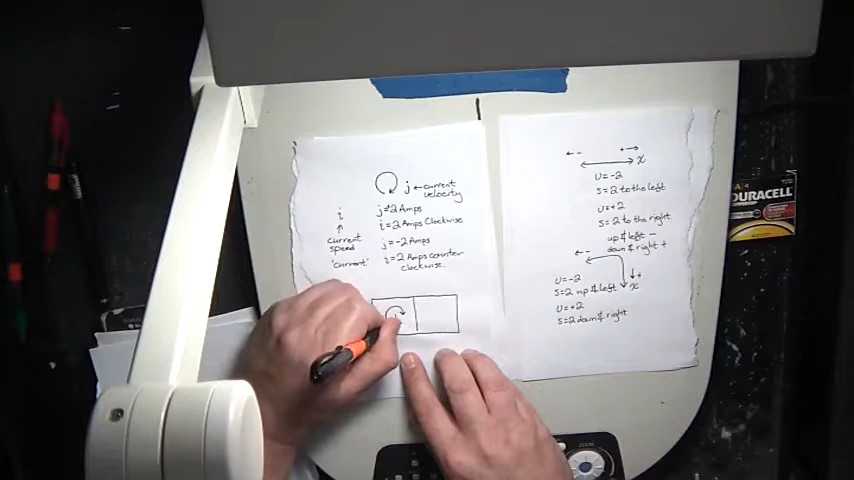 j ← current
velocity
j=+2 Amps
i=2 Amps Clockwise
j=-2 Amps
i=2 Amps counter
clockwise.
i
↑
current
speed
'current'
← - + →
x
u=-2
s=2 to the left
u=+2
s=2 to the right
up & left -
down & right +
← -
↓ +
x
u=-2
s=2 up & left
u=+2
s=2 down & right
DURACELL
ZOOM